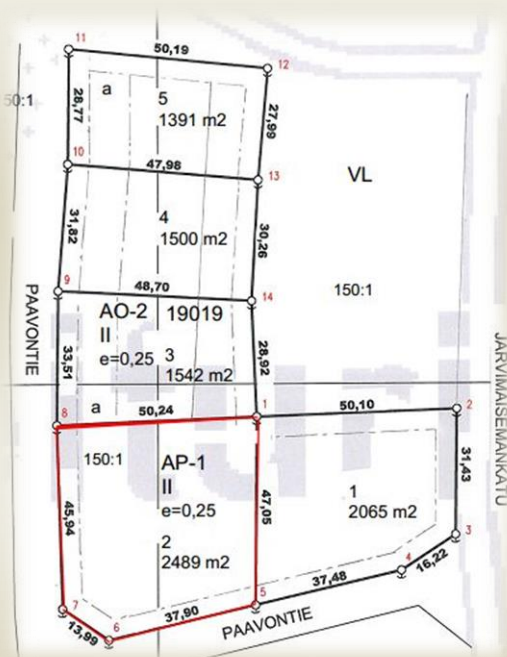 11
50,19
12
50:1
28,77
a
5
1391 m2
27,99
10
47,98
13
VL
31,82
4
1500 m2
30,26
9
48,70
14
150:1
PAAVONTIE
AO-2
19019
II
e=0,25
3
1542 m2
33,51
28,92
JÄRVIMAISEMANKATU
8
a
50,24
1
50,10
2
150:1
AP-1
II
e=0,25
45,94
47,05
31,43
1
2065 m2
2
2489 m2
3
4
16,22
37,48
5
7
13,99
6
37,90
PAAVONTIE